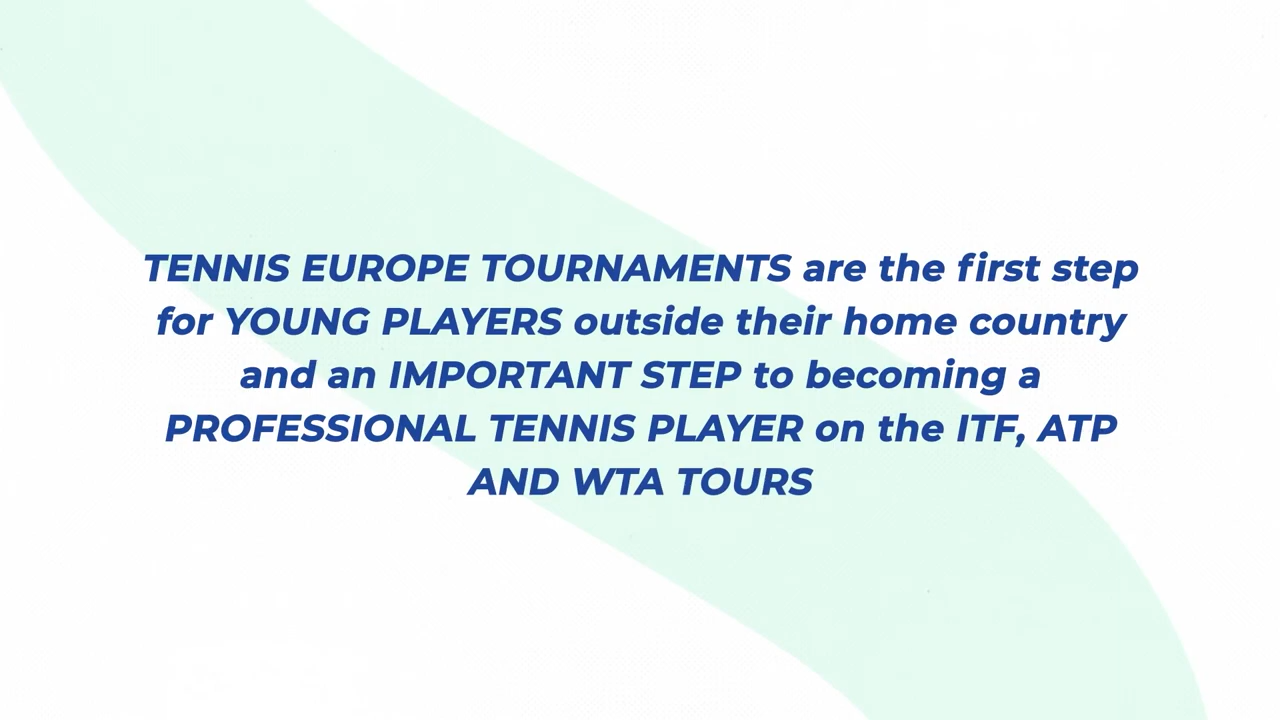 TENNIS EUROPE TOURNAMENTS are the first step
for YOUNG PLAYERS outside their home country
and an IMPORTANT STEP to becoming a
PROFESSIONAL TENNIS PLAYER on the ITF, ATP
AND WTA TOURS